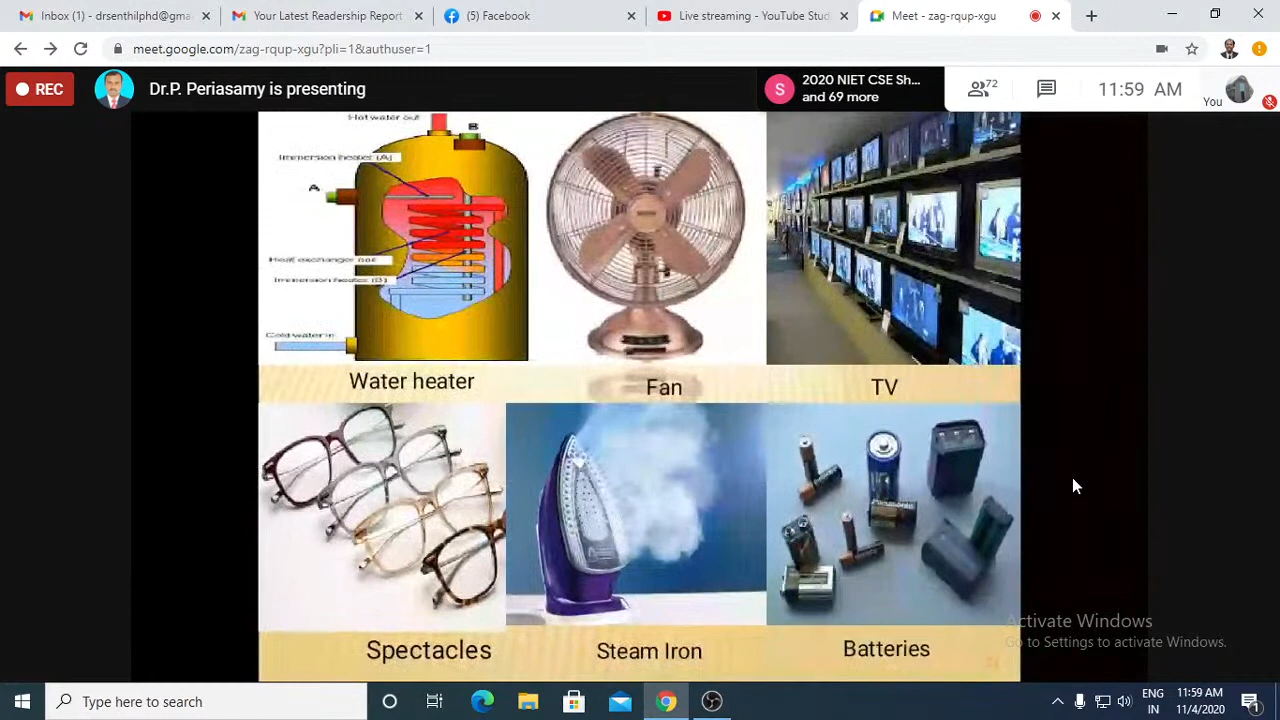 Inbox (1) - drsenthilphd@gma
Your Latest Readership Report
(5) Facebook
Live streaming - YouTube Stud
Meet - zag-rqup-xgu
meet.google.com/zag-rqup-xgu?pli=1&authuser=1
REC
Dr.P. Periasamy is presenting
S
2020 NIET CSE Sh...
and 69 more
72
11:59 AM
You
Hot water out
B
Immersion heater (A)
A
Heat exchanger coil
Immersion heater (B)
Cold water in
Water heater
Fan
TV
Panasonic
Spectacles
Steam Iron
Batteries
Activate Windows
Go to Settings to activate Windows.
Type here to search
ENG
IN
11:59 AM
11/4/2020
1